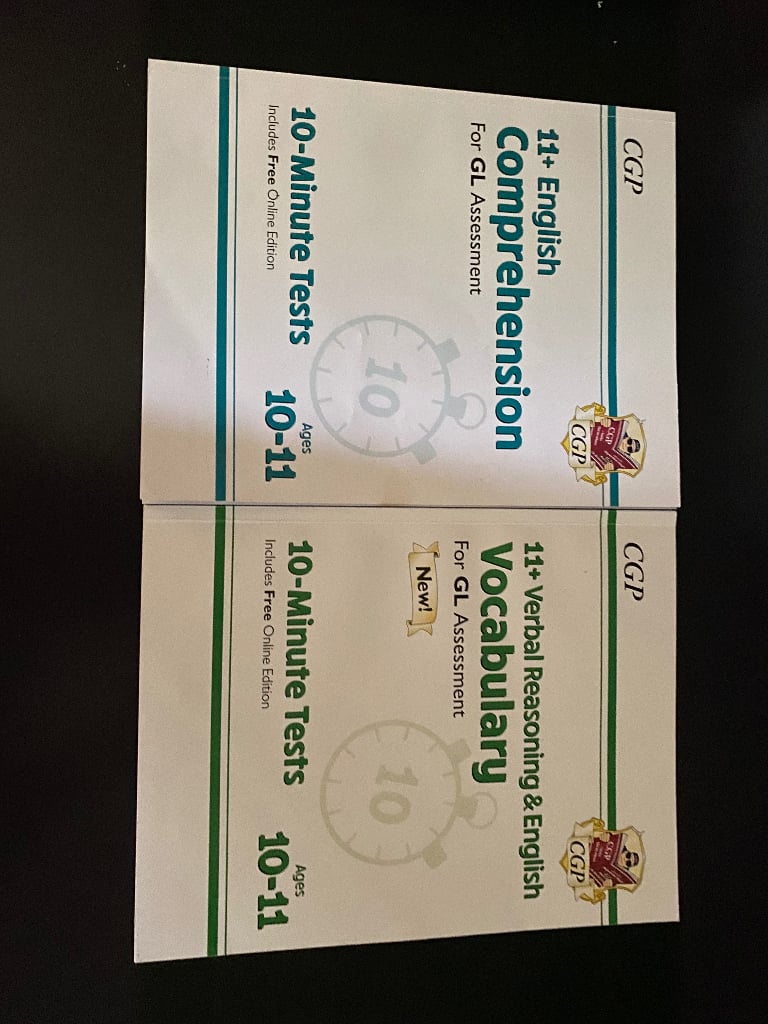 CGP
11+ English
Comprehension
For GL Assessment
10
CGP
CGP
10-Minute Tests
Includes Free Online Edition
Ages
10-11
CGP
11+ Verbal Reasoning & English
Vocabulary
For GL Assessment
New!
10
CGP
CGP
10-Minute Tests
Includes Free Online Edition
Ages
10-11